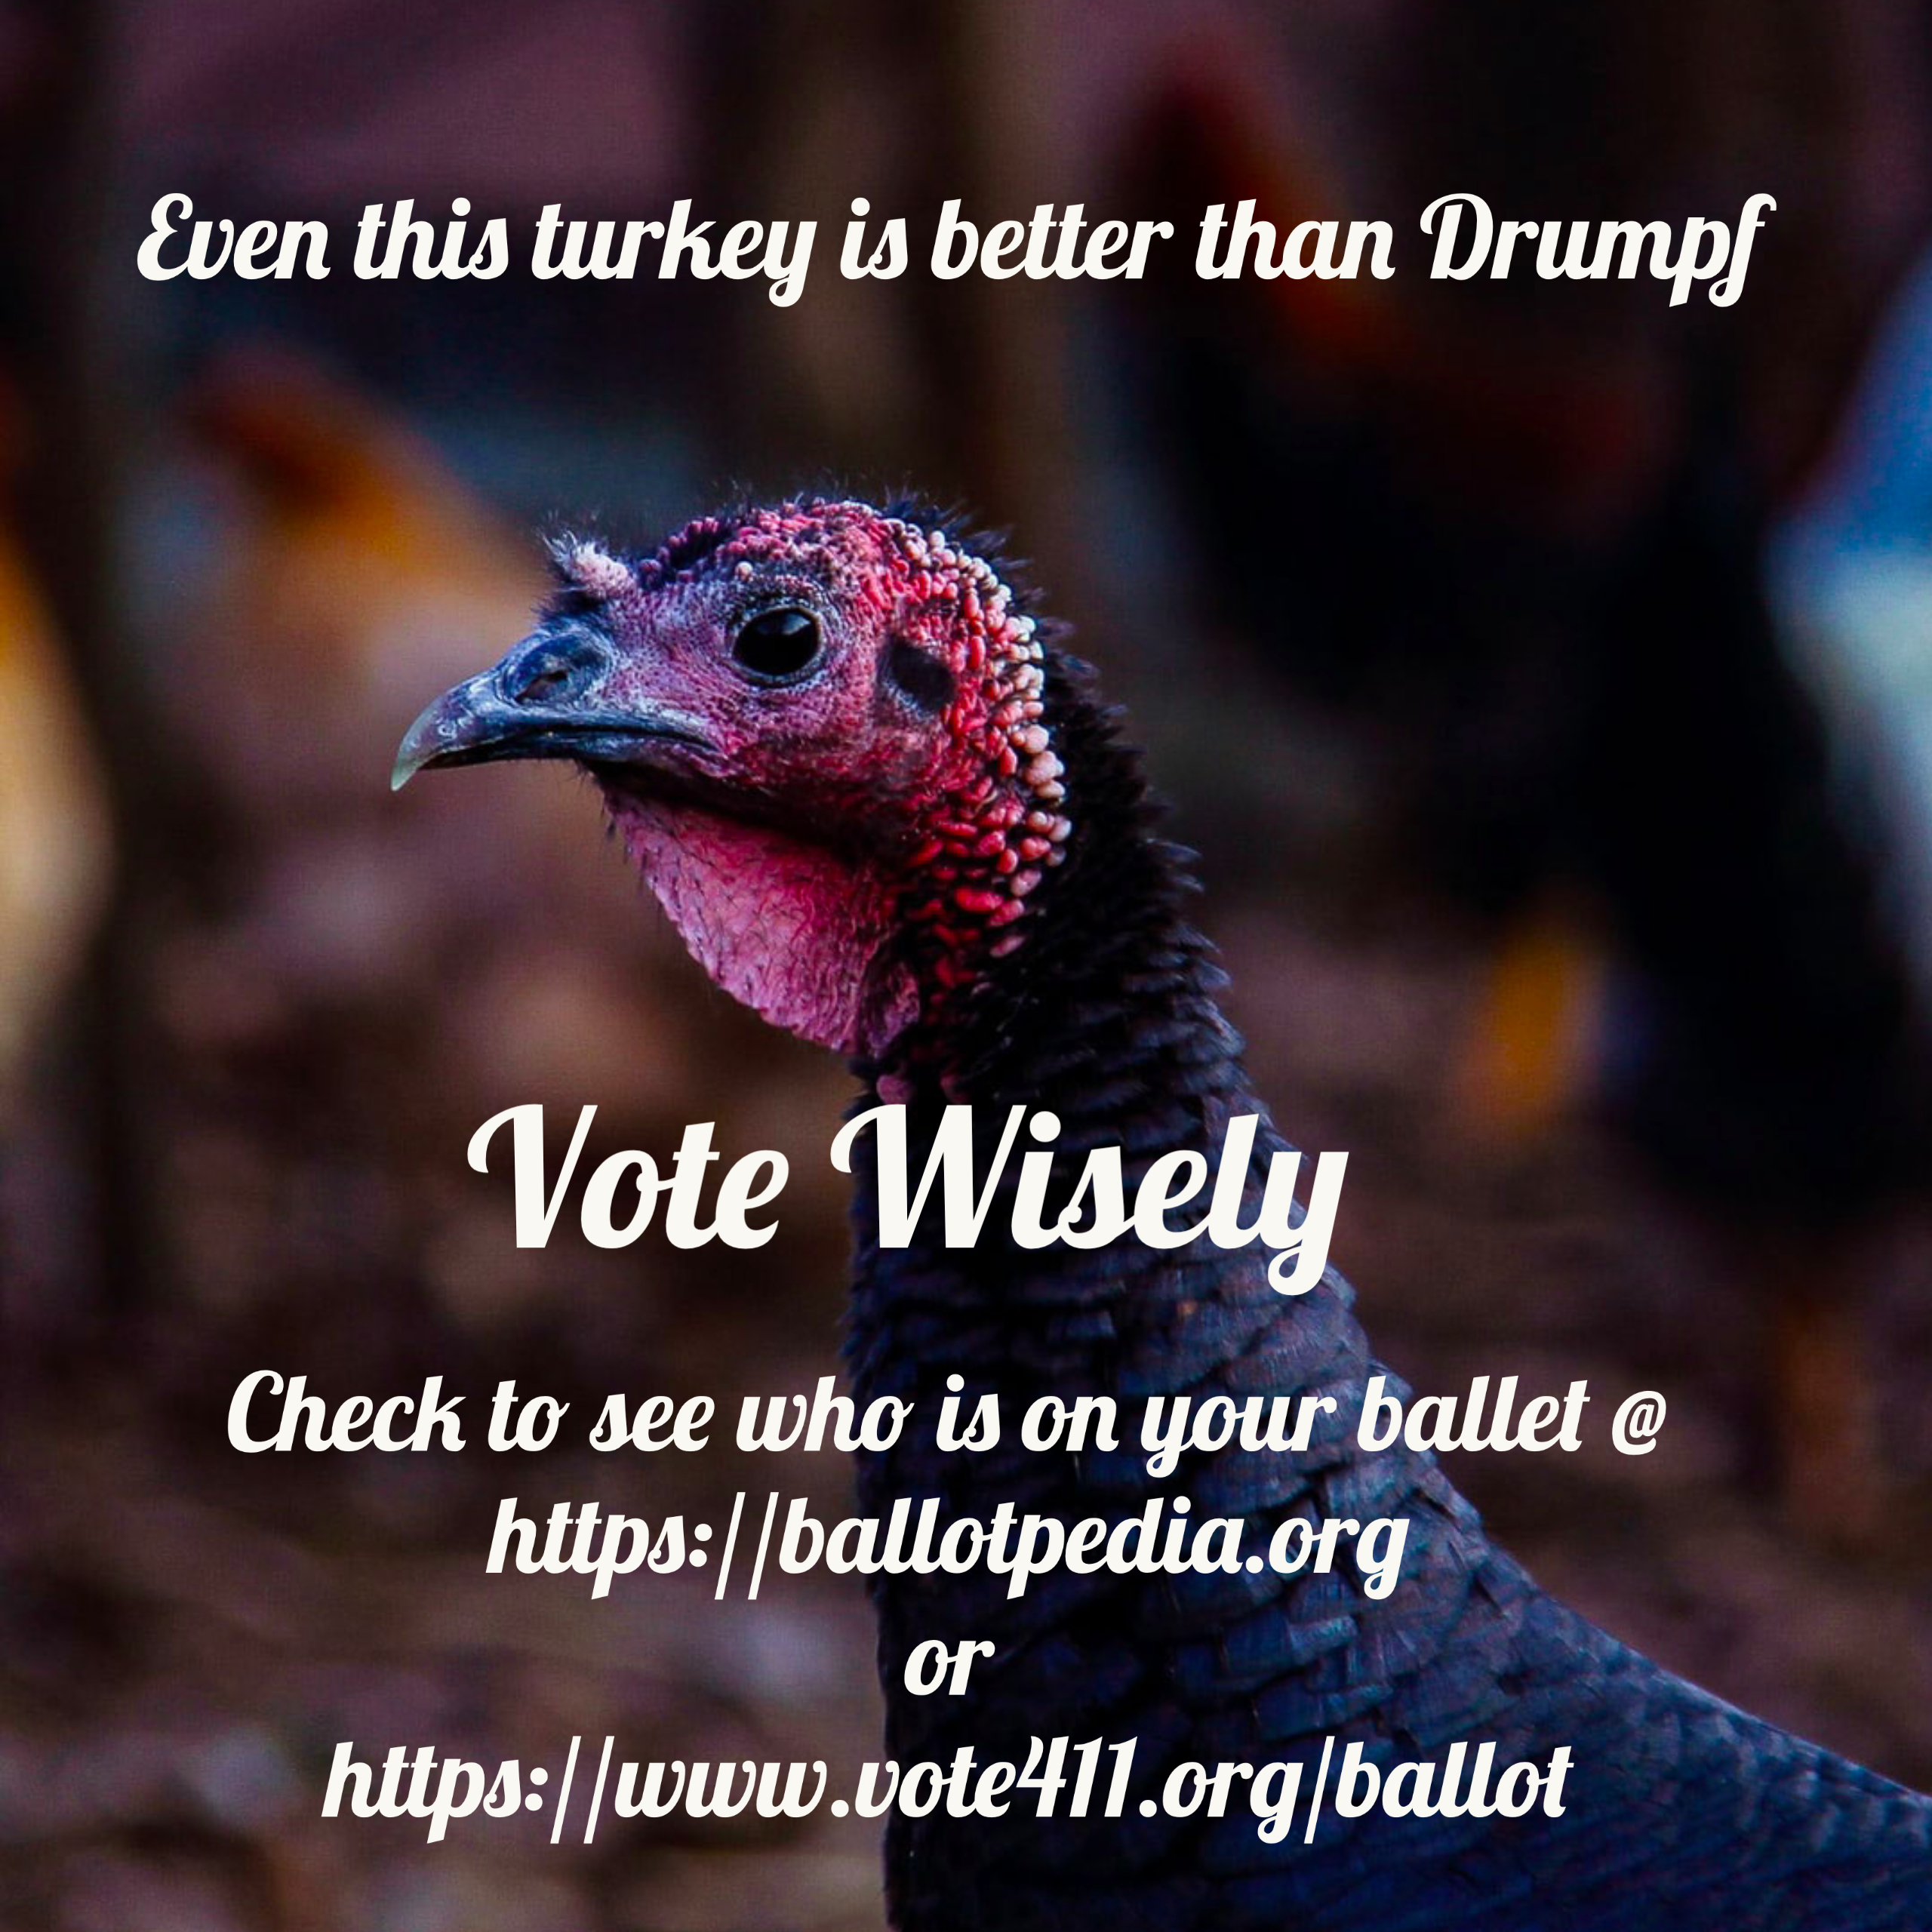 Even this turkey is better than Drumpf
Vote Wisely
Check to see who is on your ballet @
https://ballotpedia.org
or
https://www.vote411.org/ballot